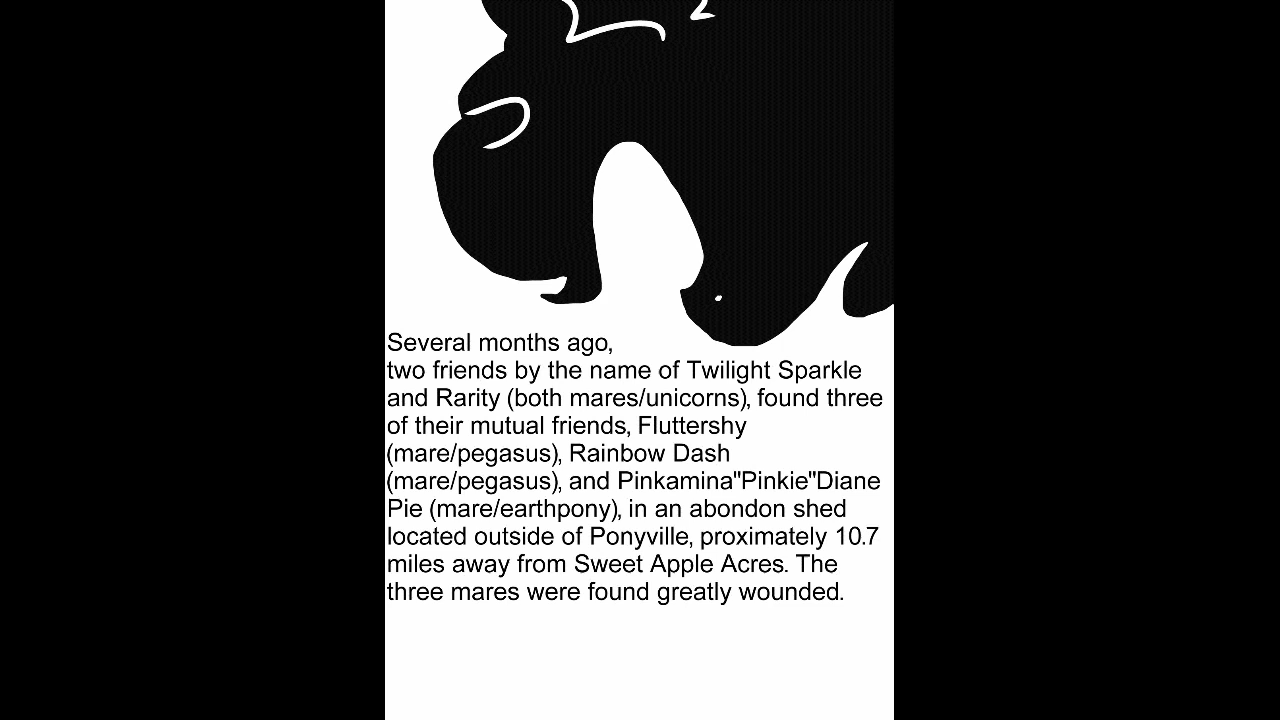 Several months ago,
two friends by the name of Twilight Sparkle
and Rarity (both mares/unicorns), found three
of their mutual friends, Fluttershy
(mare/pegasus), Rainbow Dash
(mare/pegasus), and Pinkamina"Pinkie"Diane
Pie (mare/earthpony), in an abondon shed
located outside of Ponyville, proximately 10.7
miles away from Sweet Apple Acres. The
three mares were found greatly wounded.